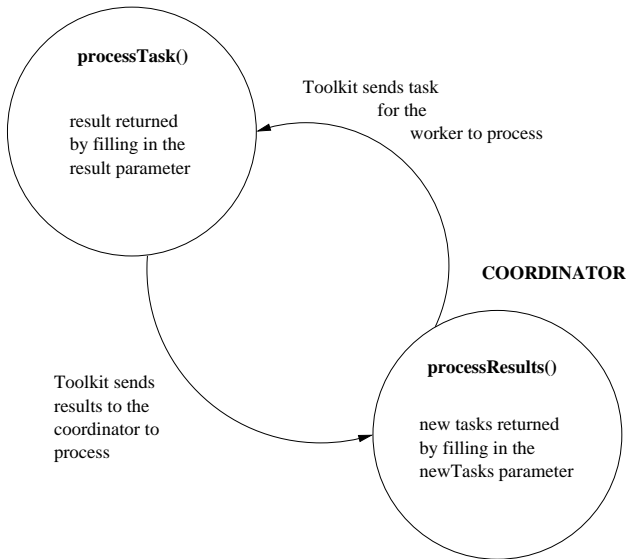 processTask()
result returned
by filling in the
result parameter
Toolkit sends task
for the
worker to process
COORDINATOR
processResults()
new tasks returned
by filling in the
newTasks parameter
Toolkit sends
results to the
coordinator to
process